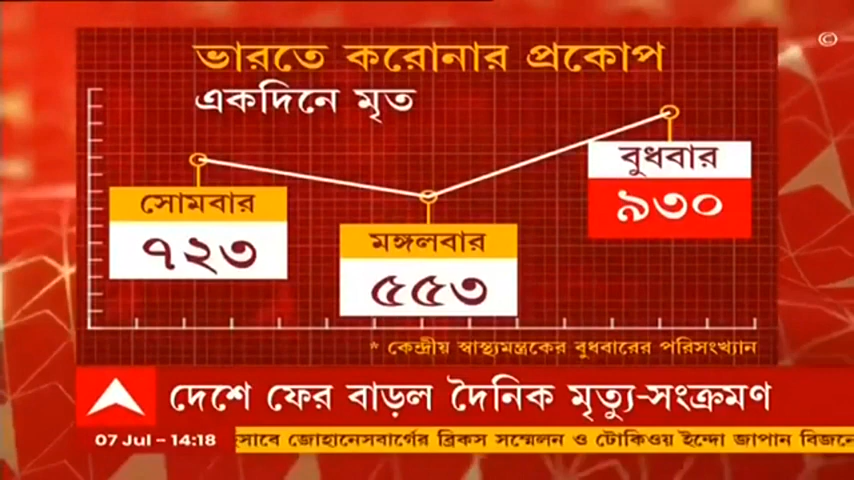 ©
ভারতে করোনার প্রকোপ
একদিনে মৃত
সোমবার
৭২৩
মঙ্গলবার
৫৫৩
বুধবার
৯৩০
* কেন্দ্রীয় স্বাস্থ্যমন্ত্রকের বুধবারের পরিসংখ্যান
দেশে ফের বাড়ল দৈনিক মৃত্যু-সংক্রমণ
07 Jul – 14:18
সাবে জোহানেসবার্গের ব্রিকস সম্মেলন ও টোকিওয় ইন্দো জাপান বিজনে